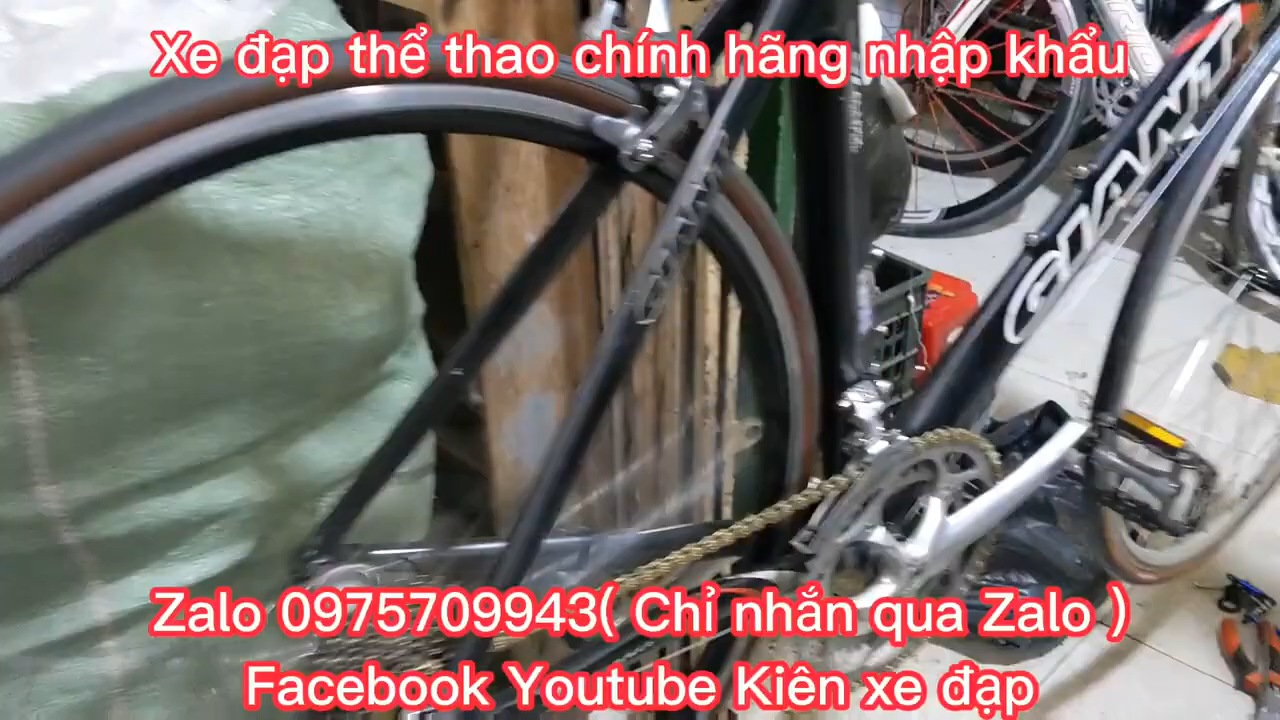 Xe đạp thể thao chính hãng nhập khẩu
GIANT
Zalo 0975709943( Chỉ nhắn qua Zalo )
Facebook Youtube Kiên xe đạp